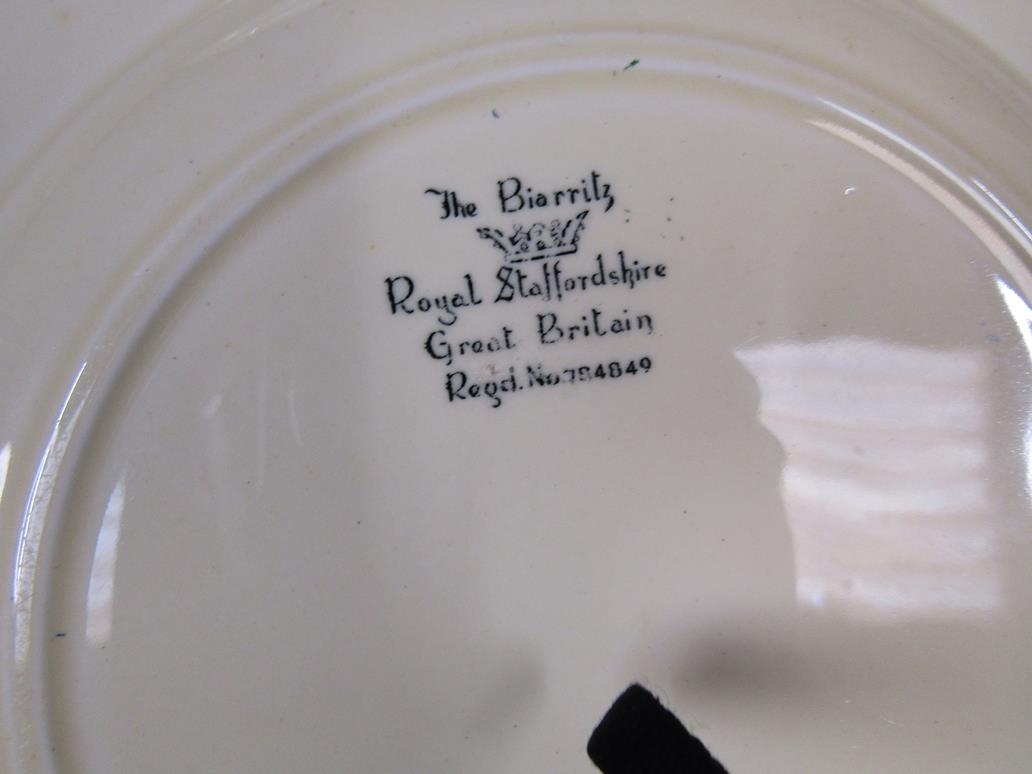 The Biarritz
Royal Staffordshire
Great Britain
Regd. No. 784849